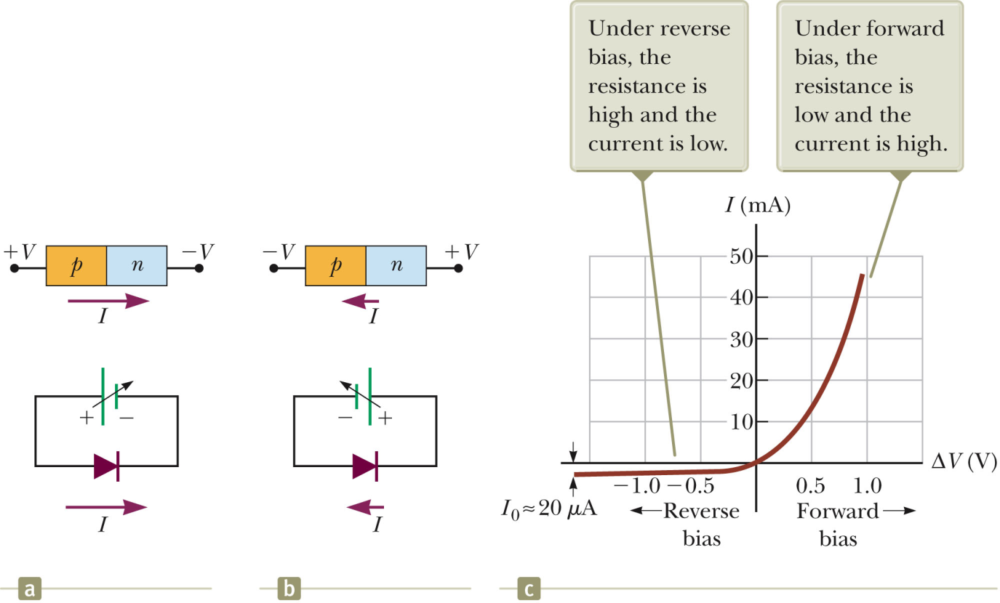 Under reverse
bias, the
resistance is
high and the
current is low.
Under forward
bias, the
resistance is
low and the
current is high.
+V
p
n
−V
I
+
−
I
a
−V
p
n
+V
I
−
+
I
b
I (mA)
50
40
30
20
10
ΔV (V)
−1.0 −0.5
0.5 1.0
I₀ ≈ 20 μA
Reverse
bias
Forward
bias
c